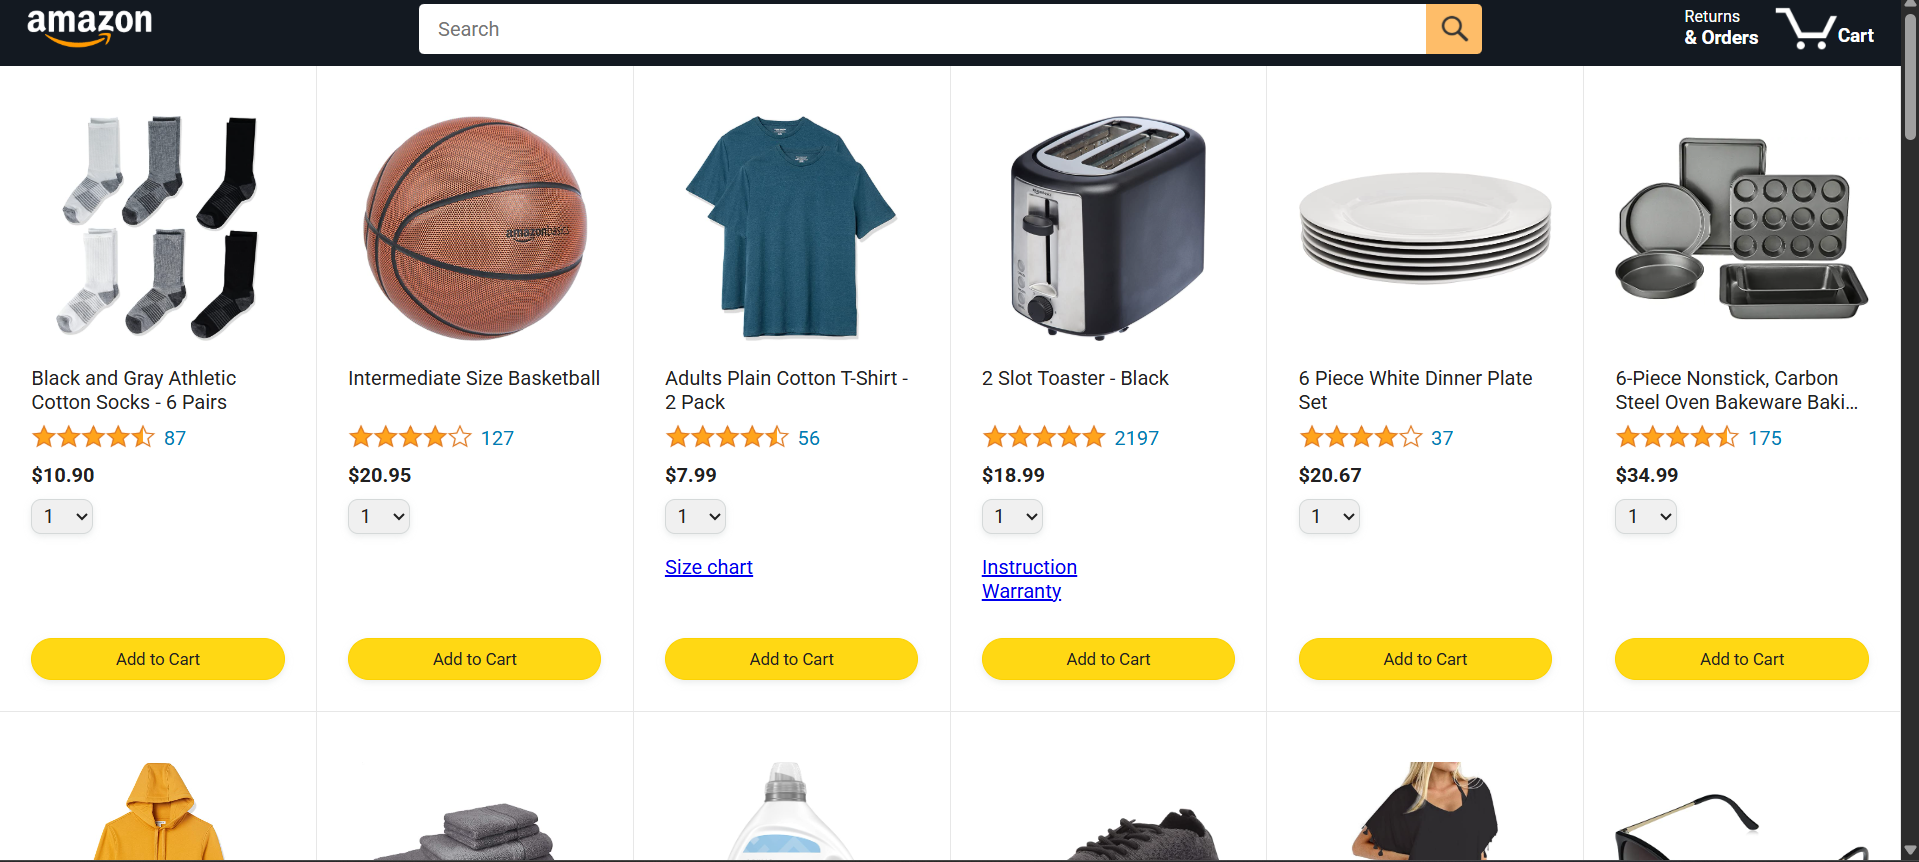 amazon
Search
Returns
& Orders
Cart
amazonbasics
Black and Gray Athletic
Cotton Socks - 6 Pairs
87
$10.90
1
Add to Cart
Intermediate Size Basketball
127
$20.95
1
Add to Cart
Adults Plain Cotton T-Shirt -
2 Pack
56
$7.99
1
Size chart
Add to Cart
2 Slot Toaster - Black
2197
$18.99
1
Instruction
Warranty
Add to Cart
6 Piece White Dinner Plate
Set
37
$20.67
1
Add to Cart
6-Piece Nonstick, Carbon
Steel Oven Bakeware Baki...
175
$34.99
1
Add to Cart